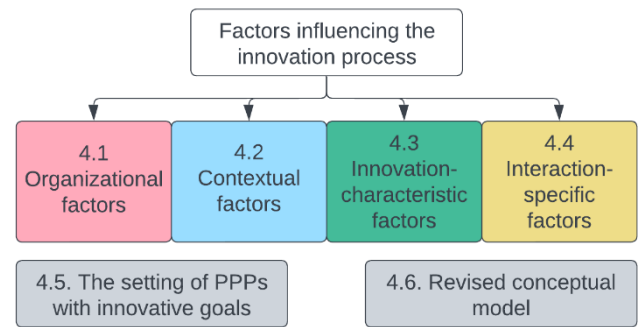 Factors influencing the
innovation process
4.1
Organizational
factors
4.2
Contextual
factors
4.3
Innovation-
characteristic
factors
4.4
Interaction-
specific
factors
4.5. The setting of PPPs
with innovative goals
4.6. Revised conceptual
model